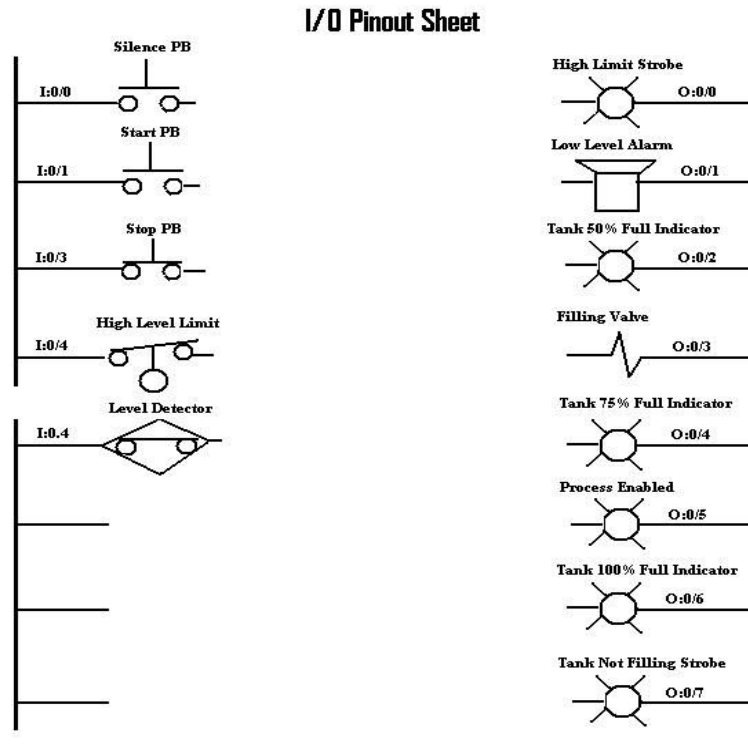 I/O Pinout Sheet
Silence PB
I:0/0
Start PB
I:0/1
Stop PB
I:0/3
High Level Limit
I:0/4
Level Detector
I:0.4
High Limit Strobe
O:0/0
Low Level Alarm
O:0/1
Tank 50% Full Indicator
O:0/2
Filling Valve
O:0/3
Tank 75% Full Indicator
O:0/4
Process Enabled
O:0/5
Tank 100% Full Indicator
O:0/6
Tank Not Filling Strobe
O:0/7